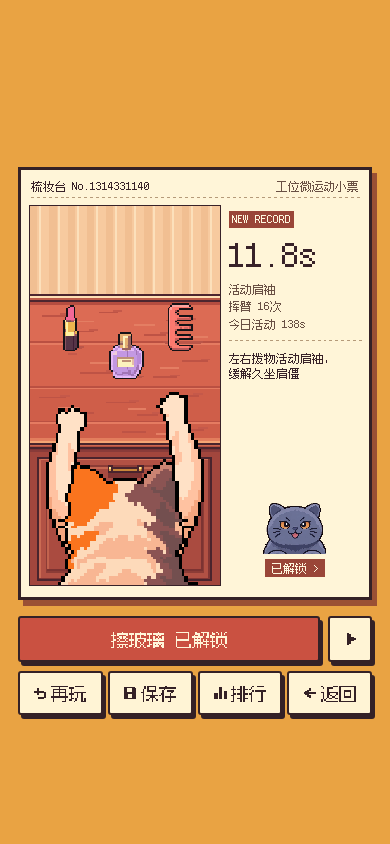 梳妆台 No.1314331140
工位微运动小票
NEW RECORD
11.8s
活动肩袖
挥臂 16次
今日活动 138s
左右拨物活动肩袖,
缓解久坐肩僵
已解锁 >
擦玻璃 已解锁
再玩
保存
排行
返回